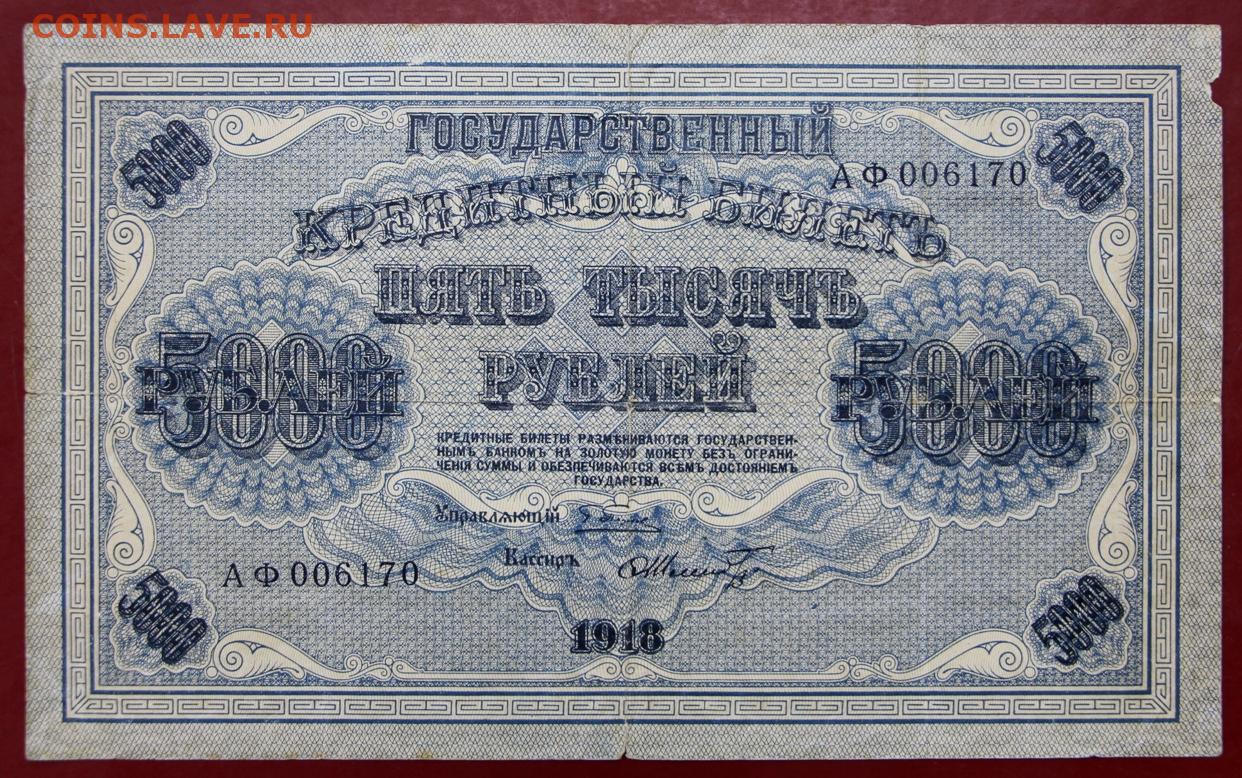 COINS.LAVE.RU
5000
5000
ГОСУДАРСТВЕННЫЙ
АФ 006170
КРЕДИТНЫЙ БИЛЕТЪ
ПЯТЬ ТЫСЯЧЪ
РУБЛЕЙ
5000
РУБЛЕЙ
5000
РУБЛЕЙ
КРЕДИТНЫЕ БИЛЕТЫ РАЗМѢНИВАЮТСЯ ГОСУДАРСТВЕН-
НЫМЪ БАНКОМЪ НА ЗОЛОТУЮ МОНЕТУ БЕЗЪ ОГРАНИ-
ЧЕНІЯ СУММЫ И ОБЕЗПЕЧИВАЮТСЯ ВСѢМЪ ДОСТОЯНІЕМЪ
ГОСУДАРСТВА.
Управляющій
Кассиръ
АФ 006170
5000
5000
1918